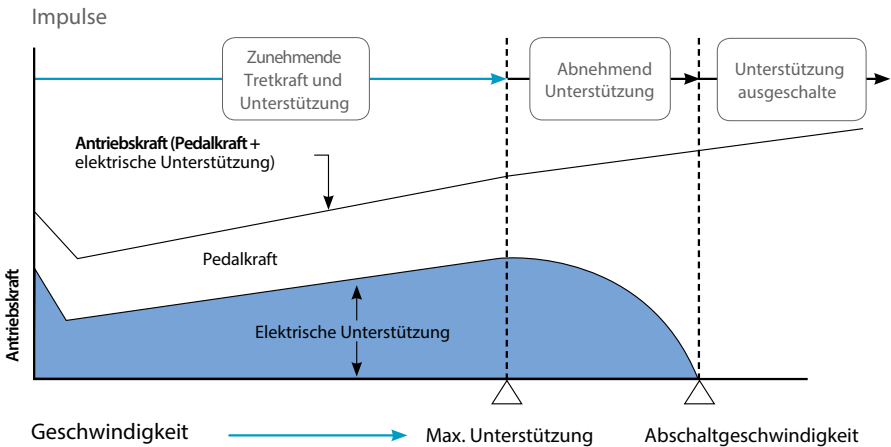 Impulse
Zunehmende
Tretkraft und
Unterstützung
Abnehmend
Unterstützung
Unterstützung
ausgeschalte
Antriebskraft (Pedalkraft +
elektrische Unterstützung)
Pedalkraft
Elektrische Unterstützung
Antriebskraft
Geschwindigkeit
Max. Unterstützung
Abschaltgeschwindigkeit